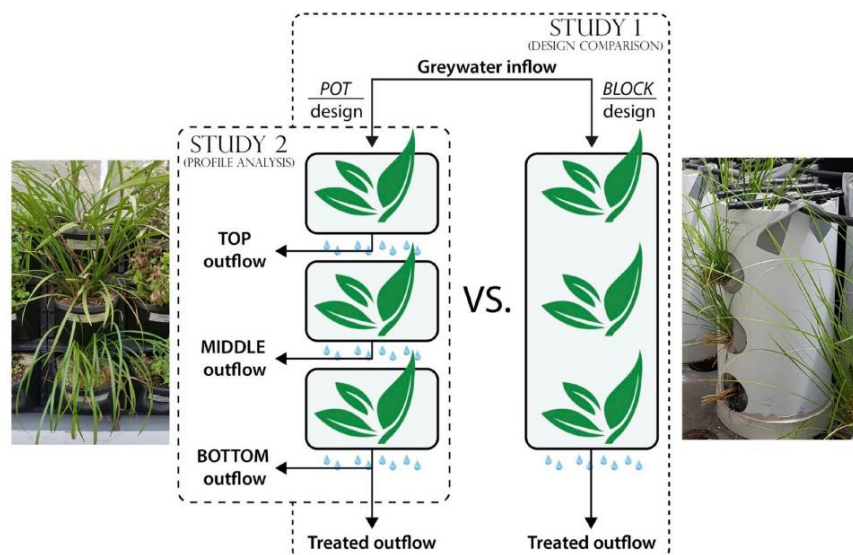 STUDY 1
(DESIGN COMPARISON)
Greywater inflow
POT
design
BLOCK
design
STUDY 2
(PROFILE ANALYSIS)
TOP
outflow
VS.
MIDDLE
outflow
BOTTOM
outflow
Treated outflow
Treated outflow